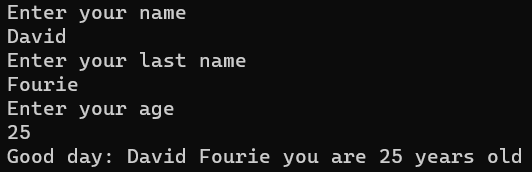 Enter your name
David
Enter your last name
Fourie
Enter your age
25
Good day: David Fourie you are 25 years old